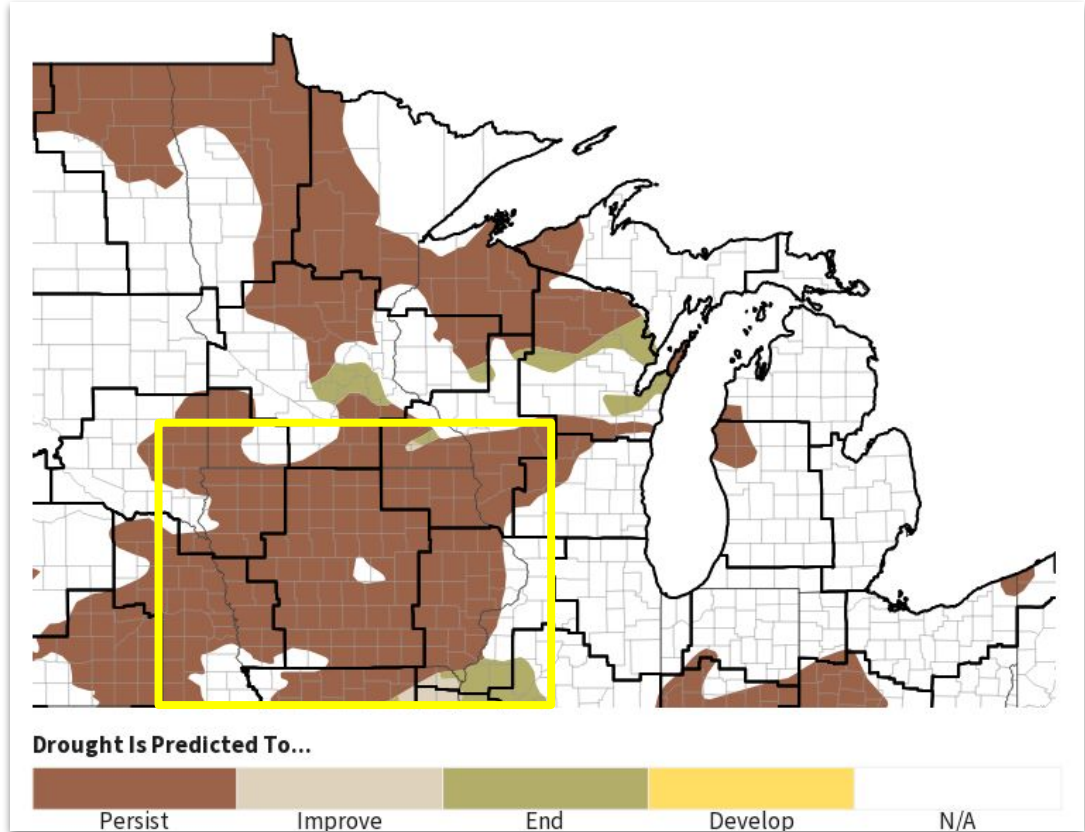 Drought Is Predicted To...
Persist
Improve
End
Develop
N/A